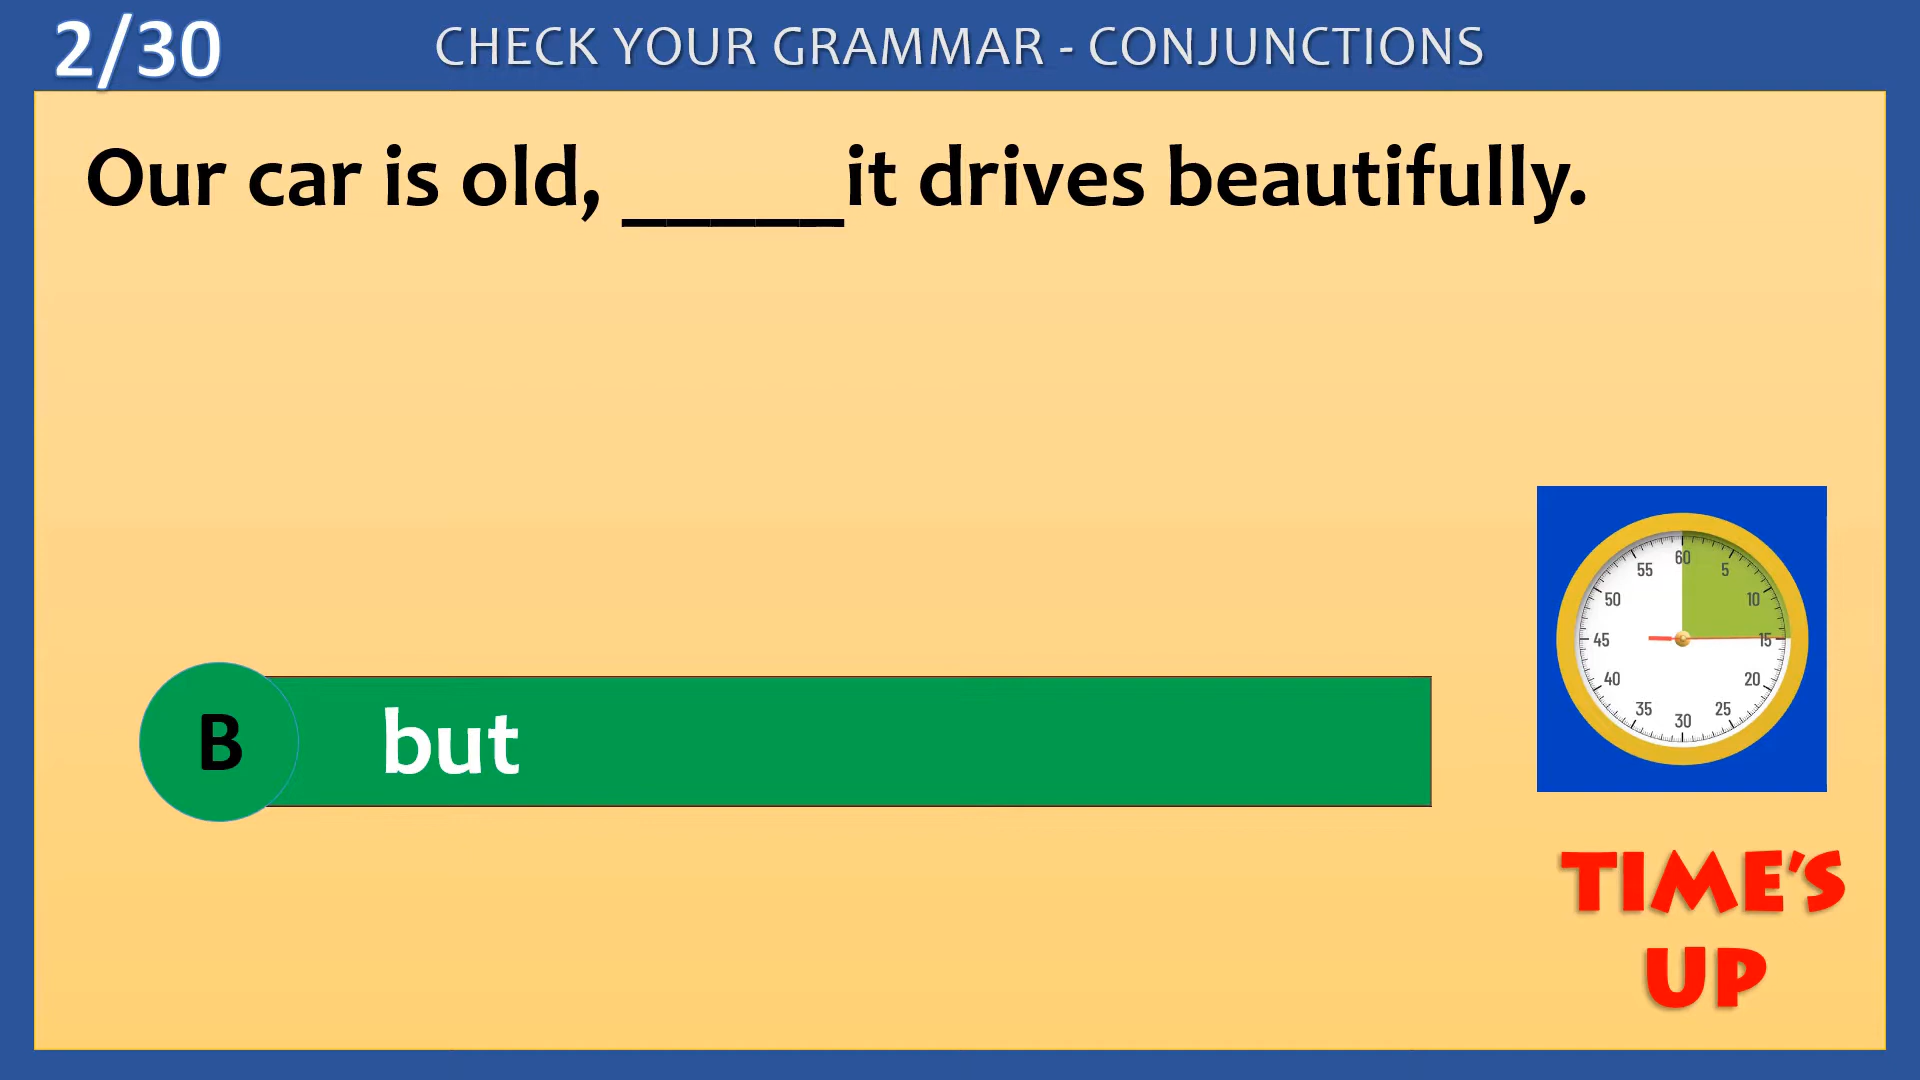 2/30
CHECK YOUR GRAMMAR - CONJUNCTIONS
Our car is old, _____it drives beautifully.
60
55 5
50 10
45 15
40 20
35 25
30
B but
TIME'S
UP